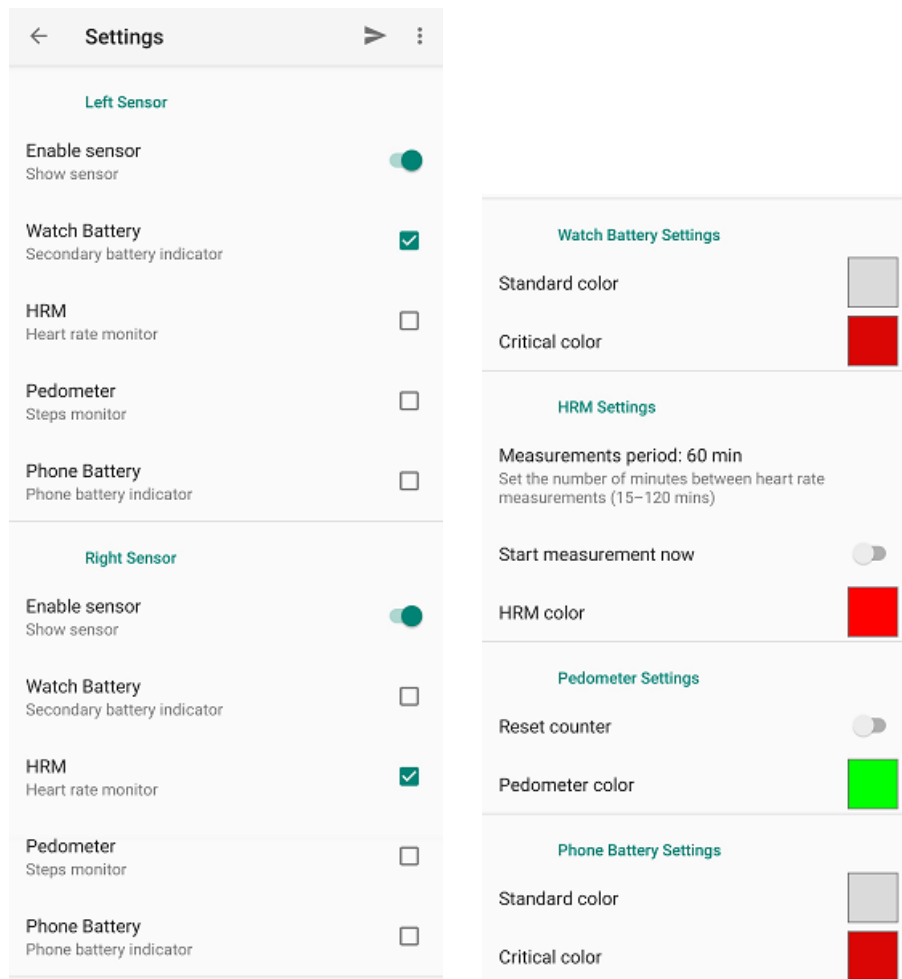 Settings
Left Sensor
Enable sensor
Show sensor
Watch Battery
Secondary battery indicator
HRM
Heart rate monitor
Pedometer
Steps monitor
Phone Battery
Phone battery indicator
Right Sensor
Enable sensor
Show sensor
Watch Battery
Secondary battery indicator
HRM
Heart rate monitor
Pedometer
Steps monitor
Phone Battery
Phone battery indicator
Watch Battery Settings
Standard color
Critical color
HRM Settings
Measurements period: 60 min
Set the number of minutes between heart rate
measurements (15–120 mins)
Start measurement now
HRM color
Pedometer Settings
Reset counter
Pedometer color
Phone Battery Settings
Standard color
Critical color